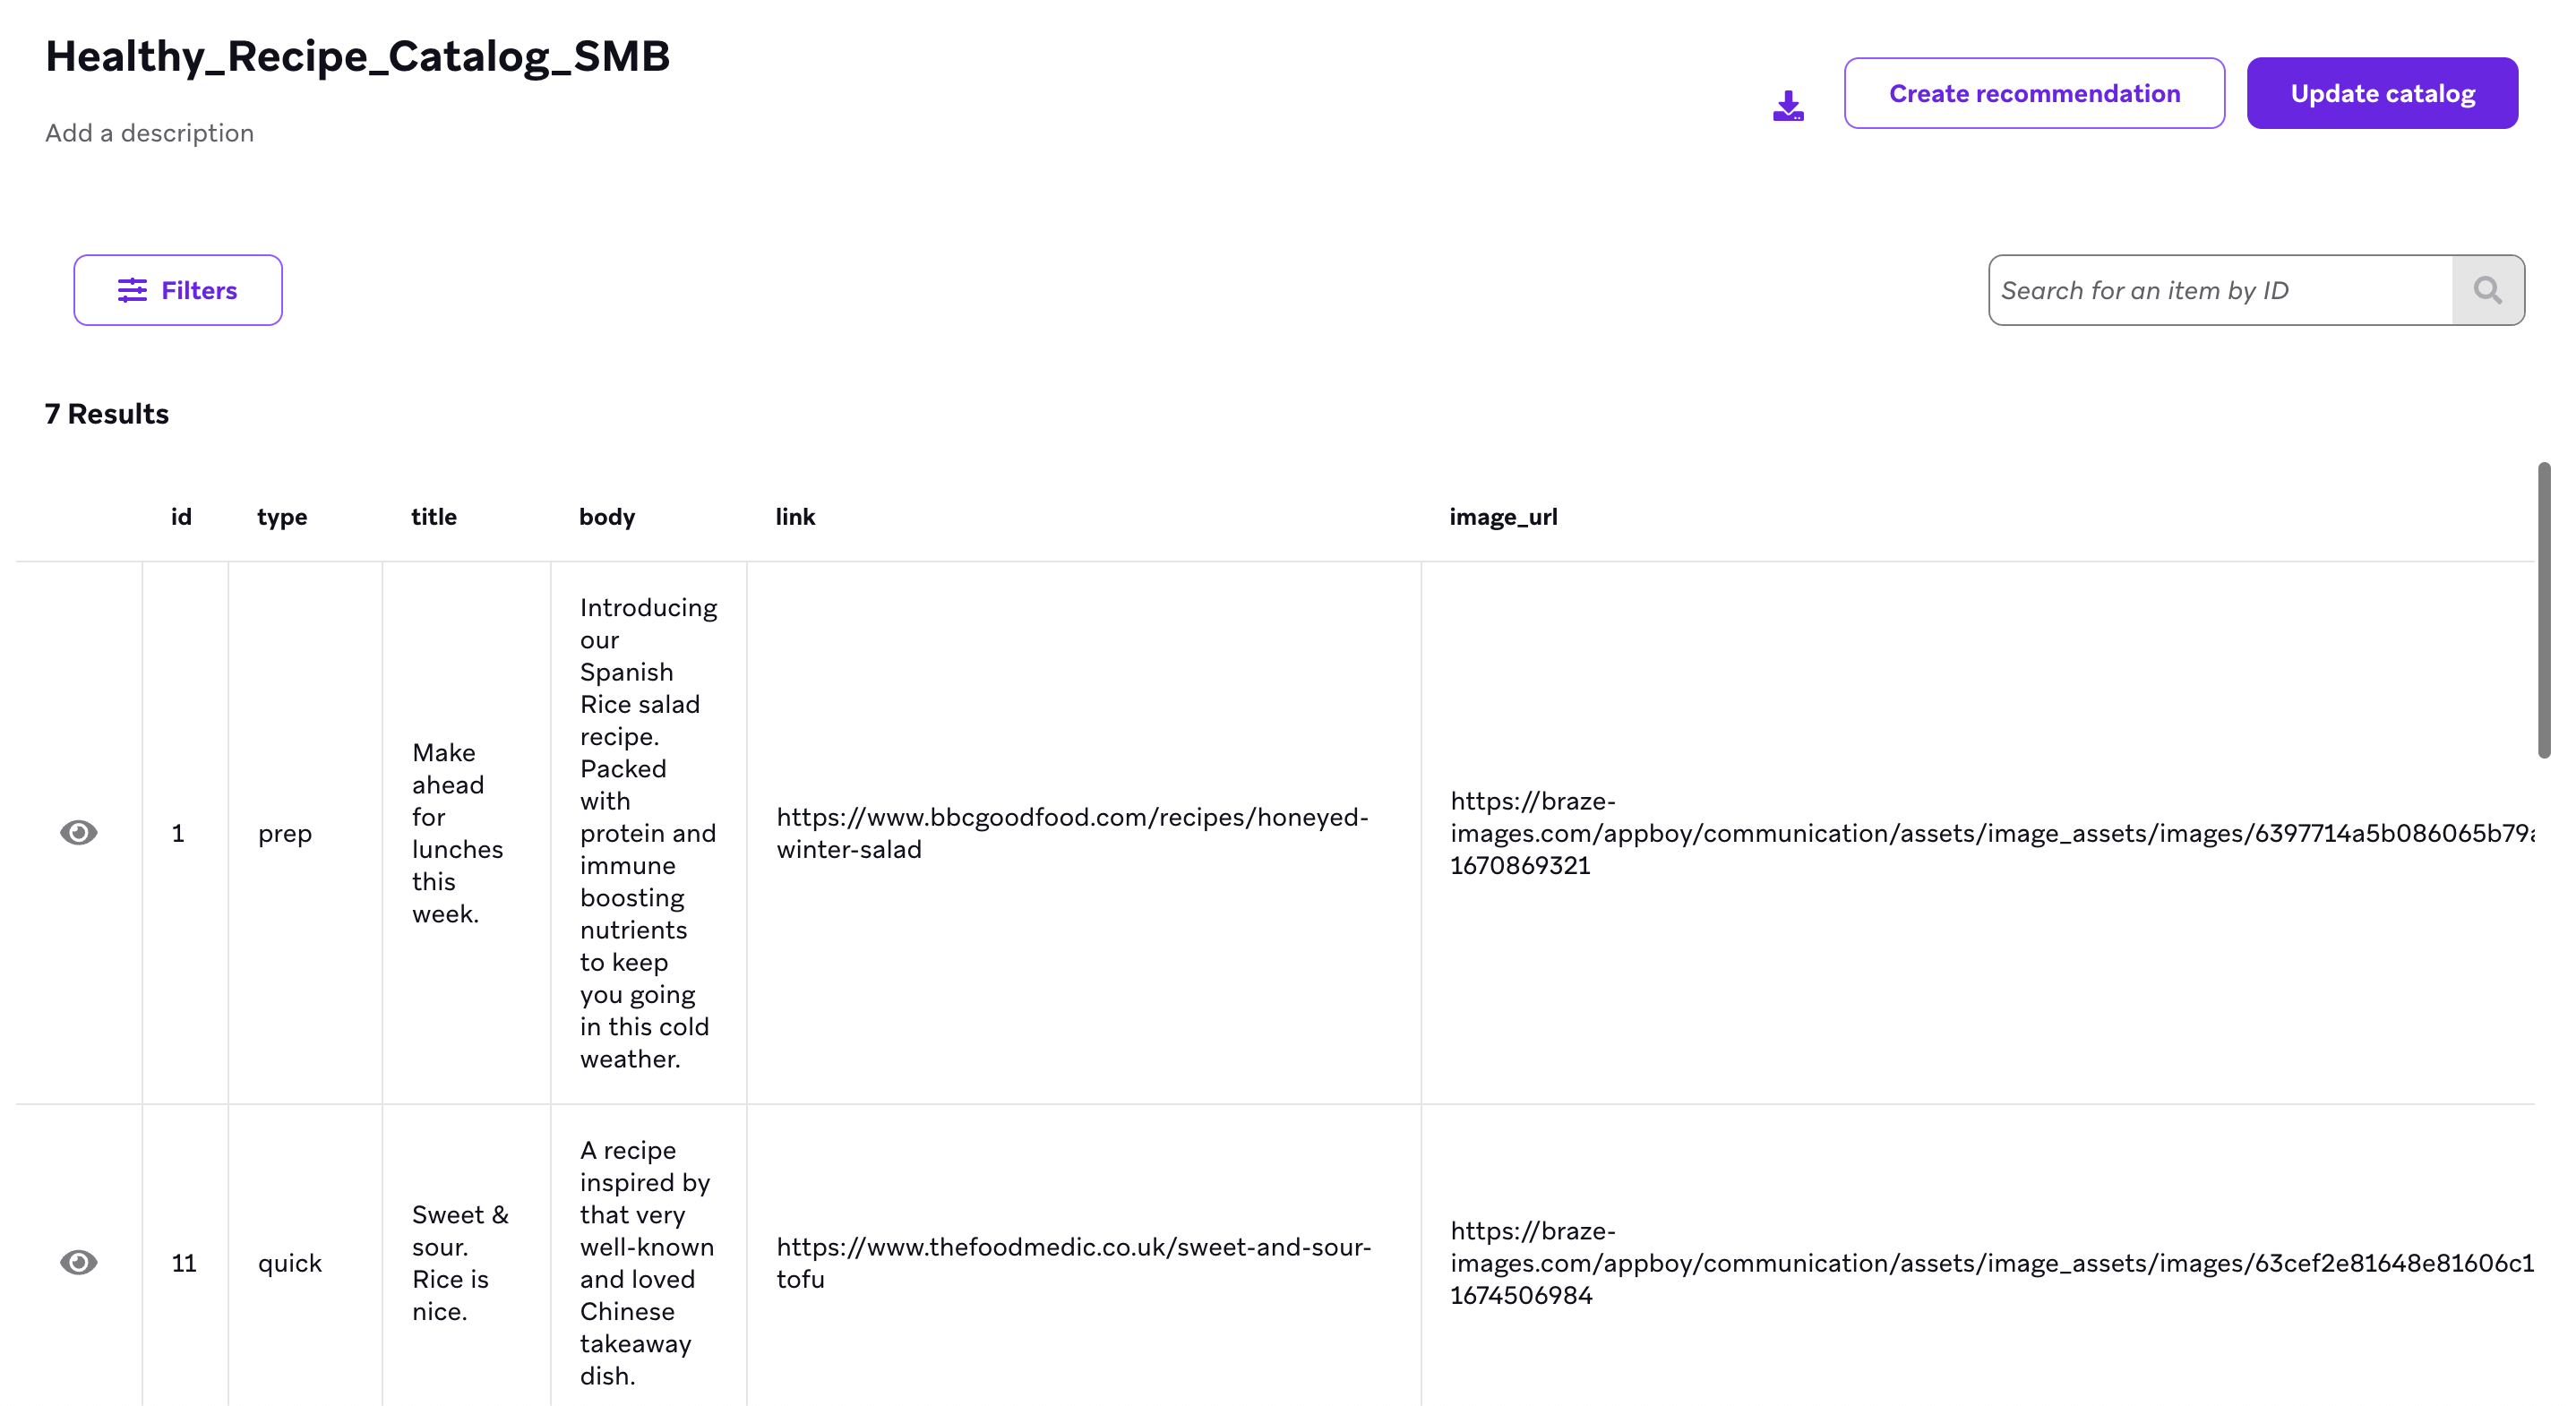 Healthy_Recipe_Catalog_SMB
Add a description
Create recommendation
Update catalog
Filters
Search for an item by ID
7 Results
id
type
title
body
link
image_url
1
prep
Make
ahead
for
lunches
this
week.
Introducing
our
Spanish
Rice salad
recipe.
Packed
with
protein and
immune
boosting
nutrients
to keep
you going
in this cold
weather.
https://www.bbcgoodfood.com/recipes/honeyed-
winter-salad
https://braze-
images.com/appboy/communication/assets/image_assets/images/6397714a5b086065b79a
1670869321
11
quick
Sweet &
sour.
Rice is
nice.
A recipe
inspired by
that very
well-known
and loved
Chinese
takeaway
dish.
https://www.thefoodmedic.co.uk/sweet-and-sour-
tofu
https://braze-
images.com/appboy/communication/assets/image_assets/images/63cef2e81648e81606c1
1674506984